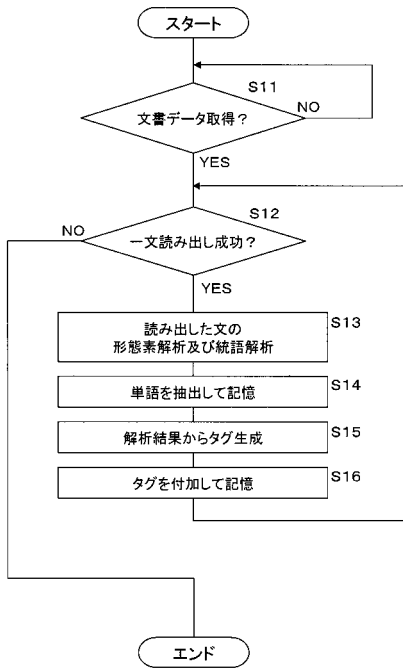 スタート
S11
文書データ取得？
NO
YES
S12
NO
一文読み出し成功？
YES
読み出した文の
形態素解析及び統語解析
S13
単語を抽出して記憶
S14
解析結果からタグ生成
S15
タグを付加して記憶
S16
エンド